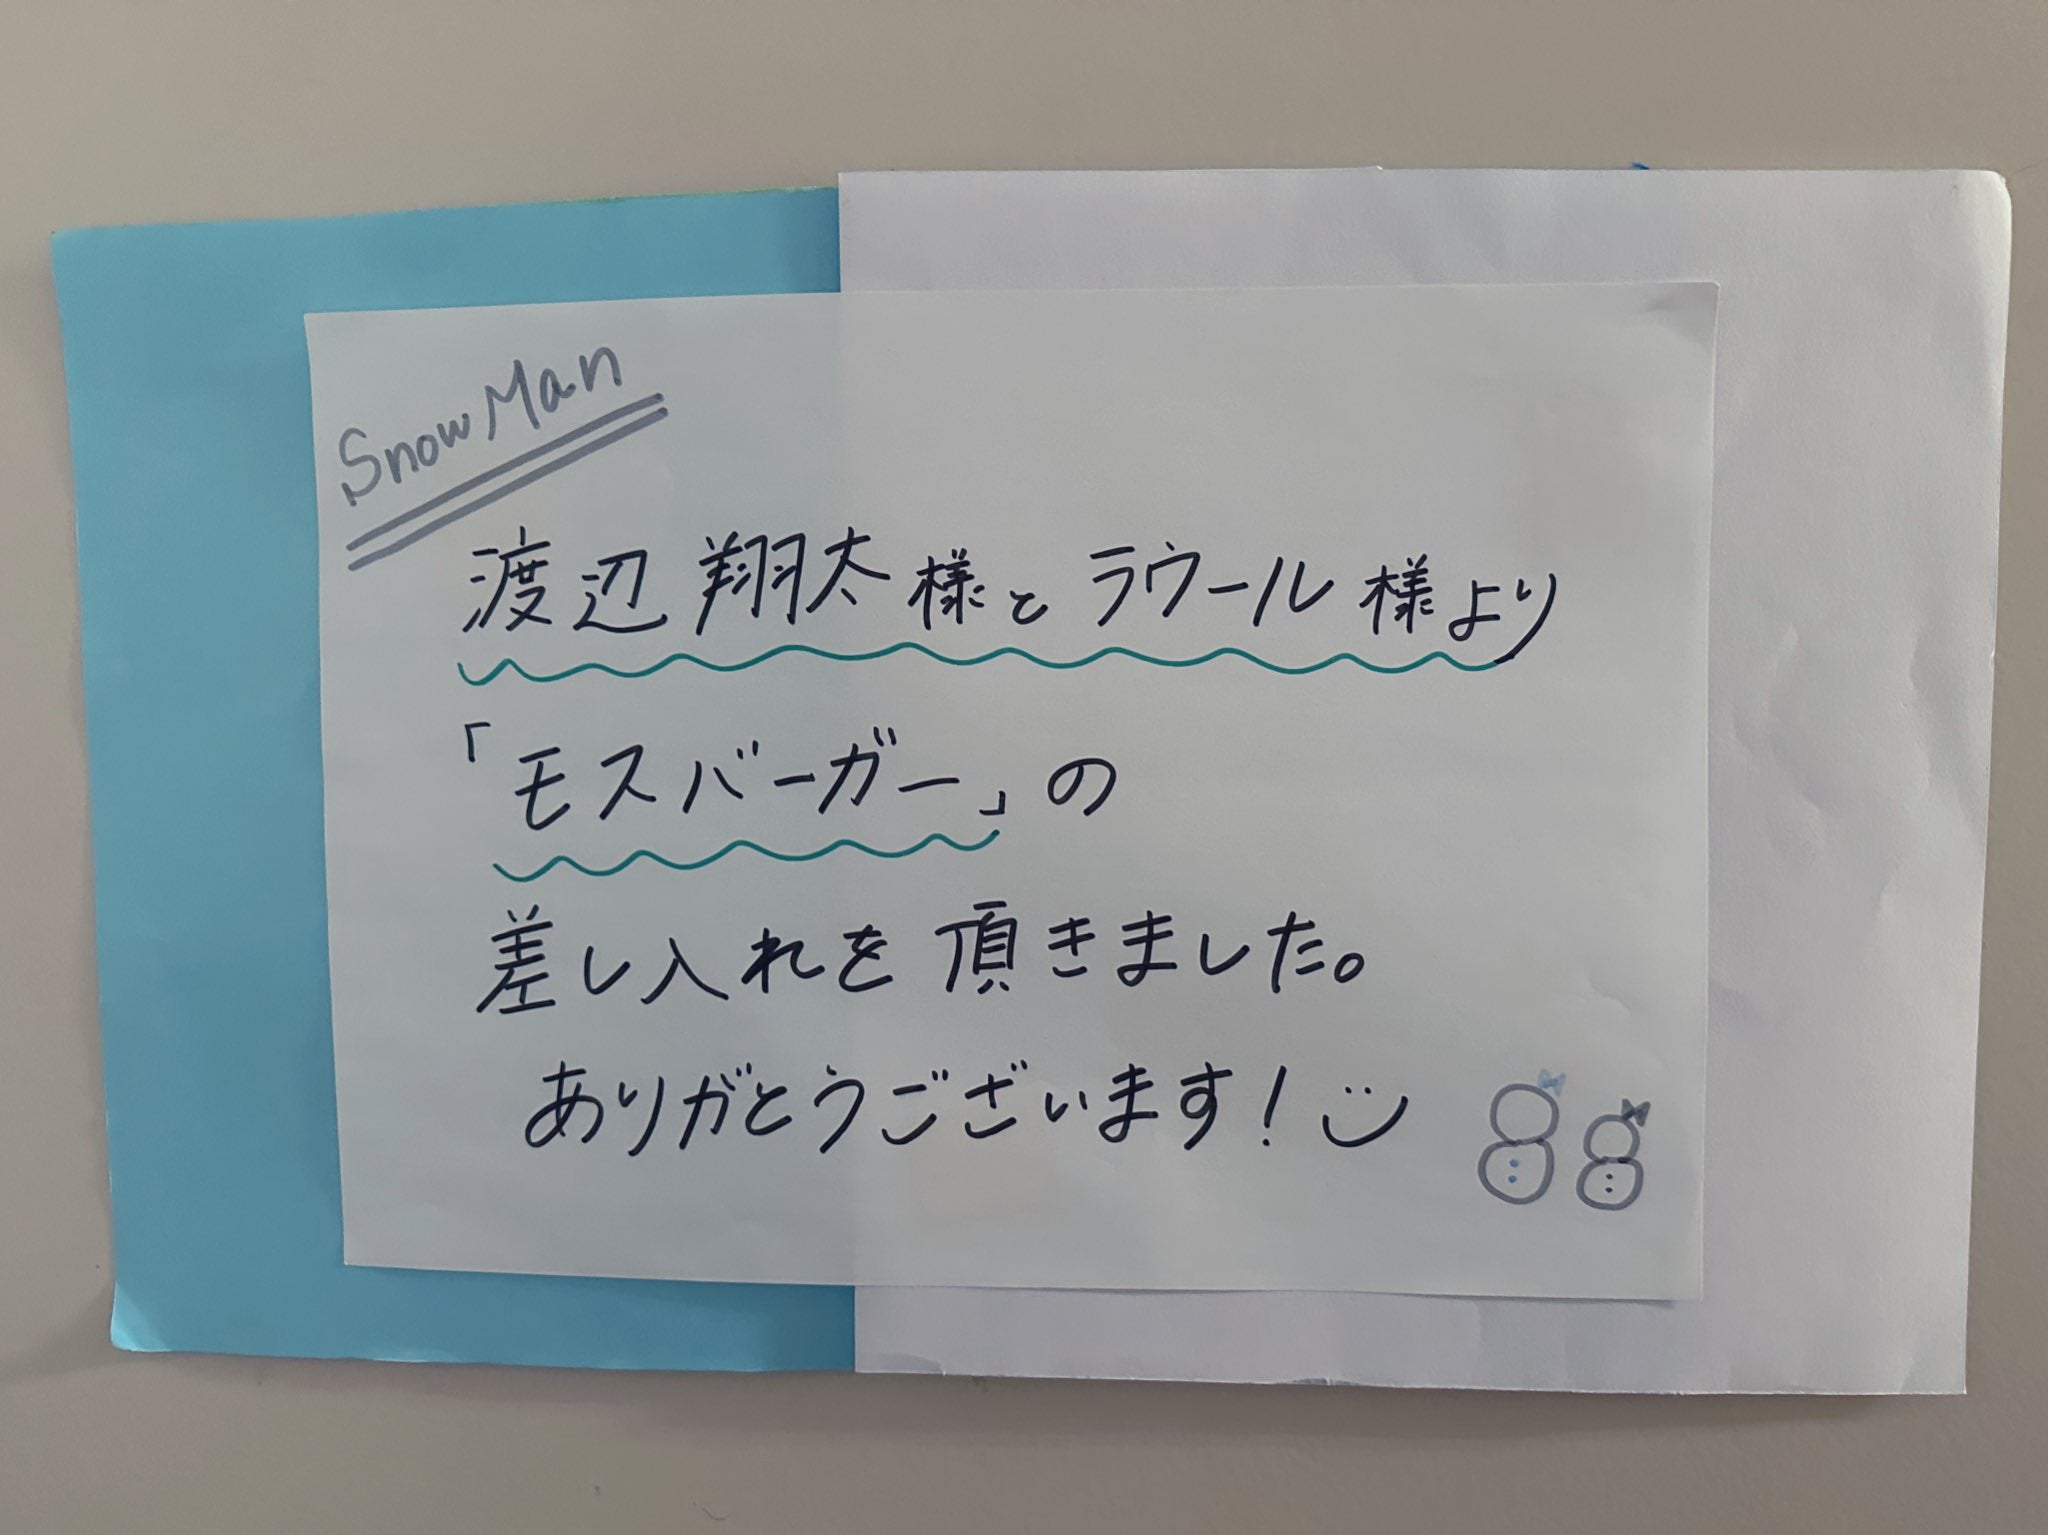 Snow Man
渡辺翔太様とラウール様より
「モスバーガー」の
差し入れを頂きました。
ありがとうございます!